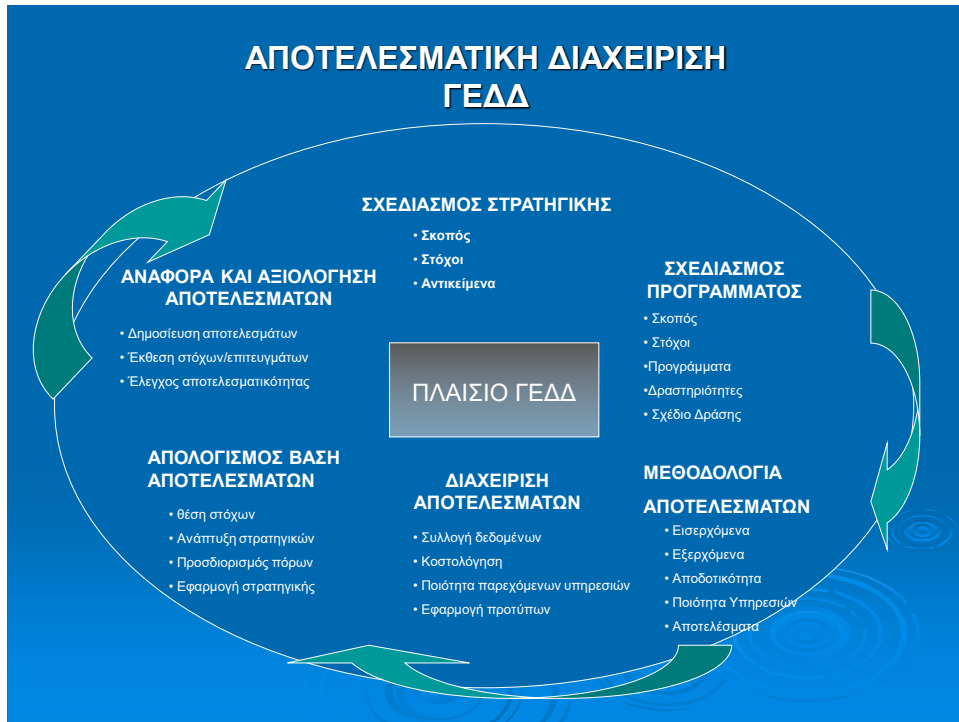 ΑΠΟΤΕΛΕΣΜΑΤΙΚΗ ΔΙΑΧΕΙΡΙΣΗ
ΓΕΔΔ
ΣΧΕΔΙΑΣΜΟΣ ΣΤΡΑΤΗΓΙΚΗΣ
• Σκοπός
• Στόχοι
• Αντικείμενα
ΣΧΕΔΙΑΣΜΟΣ
ΠΡΟΓΡΑΜΜΑΤΟΣ
• Σκοπός
• Στόχοι
•Προγράμματα
•Δραστηριότητες
• Σχέδιο Δράσης
ΜΕΘΟΔΟΛΟΓΙΑ
ΑΠΟΤΕΛΕΣΜΑΤΩΝ
• Εισερχόμενα
• Εξερχόμενα
• Αποδοτικότητα
• Ποιότητα Υπηρεσιών
• Αποτελέσματα
ΔΙΑΧΕΙΡΙΣΗ
ΑΠΟΤΕΛΕΣΜΑΤΩΝ
• Συλλογή δεδομένων
• Κοστολόγηση
• Ποιότητα παρεχόμενων υπηρεσιών
• Εφαρμογή προτύπων
ΑΠΟΛΟΓΙΣΜΟΣ ΒΑΣΗ
ΑΠΟΤΕΛΕΣΜΑΤΩΝ
• θέση στόχων
• Ανάπτυξη στρατηγικών
• Προσδιορισμός πόρων
• Εφαρμογή στρατηγικής
ΑΝΑΦΟΡΑ ΚΑΙ ΑΞΙΟΛΟΓΗΣΗ
ΑΠΟΤΕΛΕΣΜΑΤΩΝ
• Δημοσίευση αποτελεσμάτων
• Έκθεση στόχων/επιτευγμάτων
• Έλεγχος αποτελεσματικότητας
ΠΛΑΙΣΙΟ ΓΕΔΔ